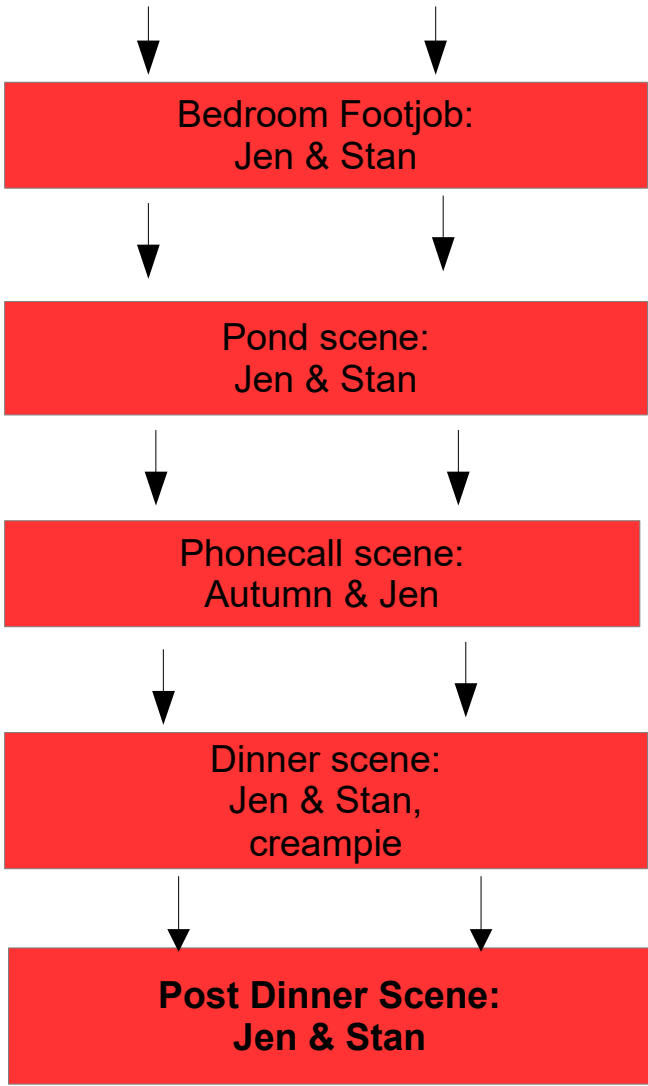 Bedroom Footjob:
Jen & Stan
Pond scene:
Jen & Stan
Phonecall scene:
Autumn & Jen
Dinner scene:
Jen & Stan,
creampie
Post Dinner Scene:
Jen & Stan